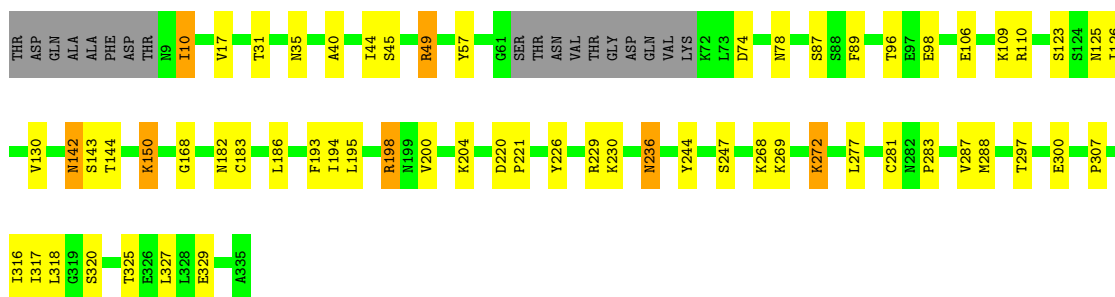 THR ASP GLN ALA ALA PHE ASP THR N9 I10 V17 T31 N35 A40 I44 S45 R49 Y57 G61 SER THR ASN VAL THR GLY ASP GLN VAL LYS K72 L73 D74 N78 S87 S88 F89 T96 E97 E98 E106 K109 R110 S123 S124 N125 I126
V130 N142 S143 T144 K150 G168 N182 C183 L186 F193 I194 L195 R198 N199 V200 K204 D220 P221 Y226 R229 K230 N236 Y244 S247 K268 K269 K272 L277 C281 N282 P283 V287 M288 T297 E300 P307
I316 I317 L318 G319 S320 T325 E326 L327 L328 E329 A335